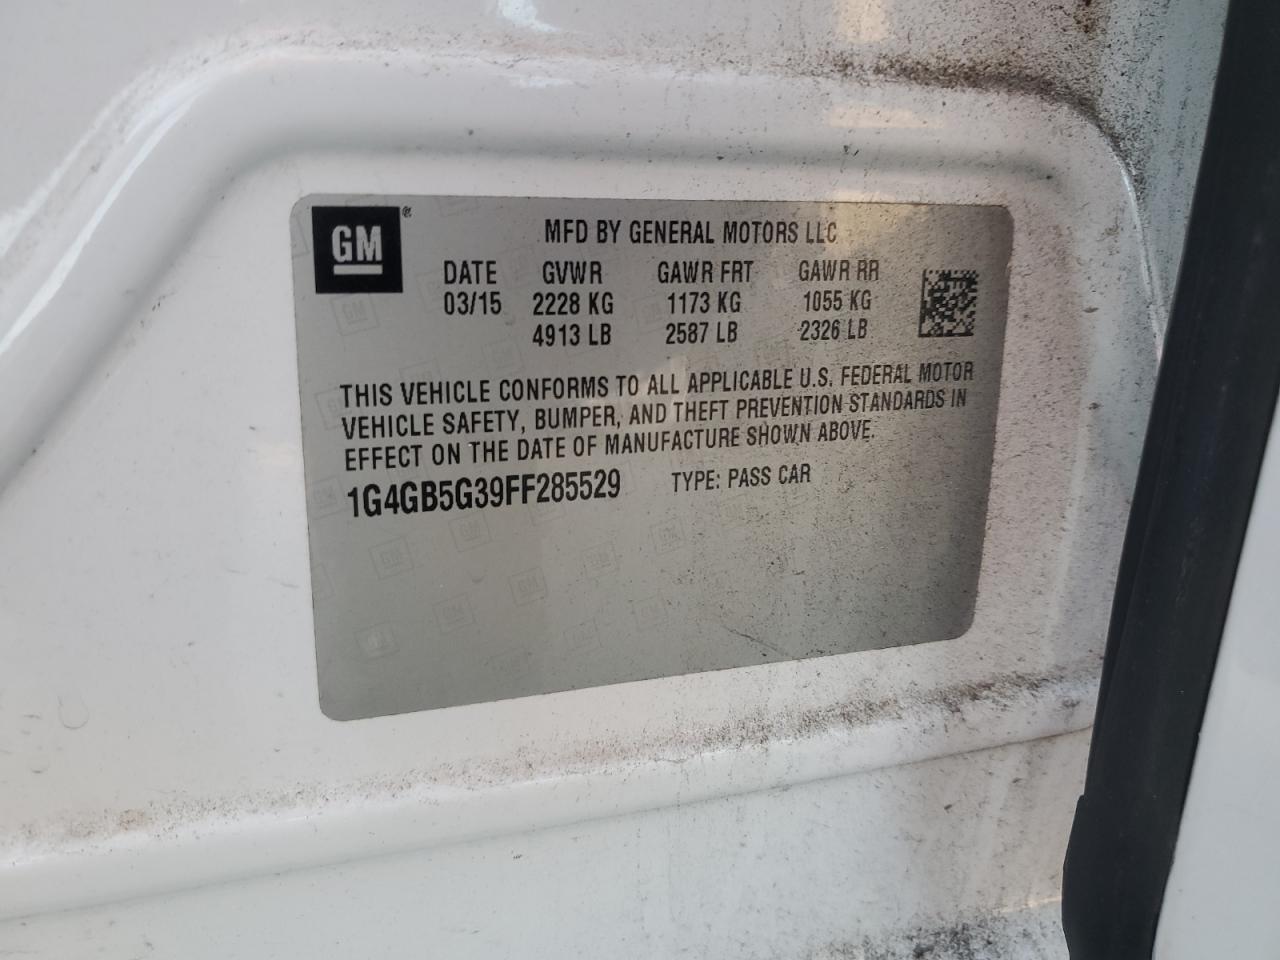 GM®
MFD BY GENERAL MOTORS LLC
DATE GVWR GAWR FRT GAWR RR
03/15 2228 KG 1173 KG 1055 KG
4913 LB 2587 LB 2326 LB
THIS VEHICLE CONFORMS TO ALL APPLICABLE U.S. FEDERAL MOTOR
VEHICLE SAFETY, BUMPER, AND THEFT PREVENTION STANDARDS IN
EFFECT ON THE DATE OF MANUFACTURE SHOWN ABOVE.
1G4GB5G39FF285529 TYPE: PASS CAR